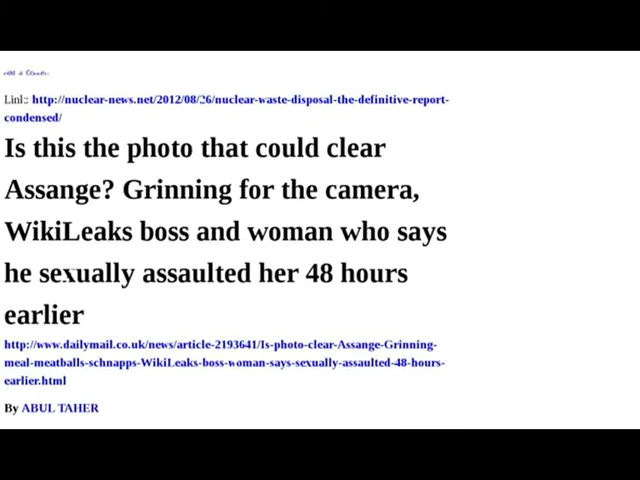 Link: http://nuclear-news.net/2012/08/26/nuclear-waste-disposal-the-definitive-report-
condensed/
Is this the photo that could clear
Assange? Grinning for the camera,
WikiLeaks boss and woman who says
he sexually assaulted her 48 hours
earlier
http://www.dailymail.co.uk/news/article-2193641/Is-photo-clear-Assange-Grinning-
meal-meatballs-schnapps-WikiLeaks-boss-woman-says-sexually-assaulted-48-hours-
earlier.html
By ABUL TAHER